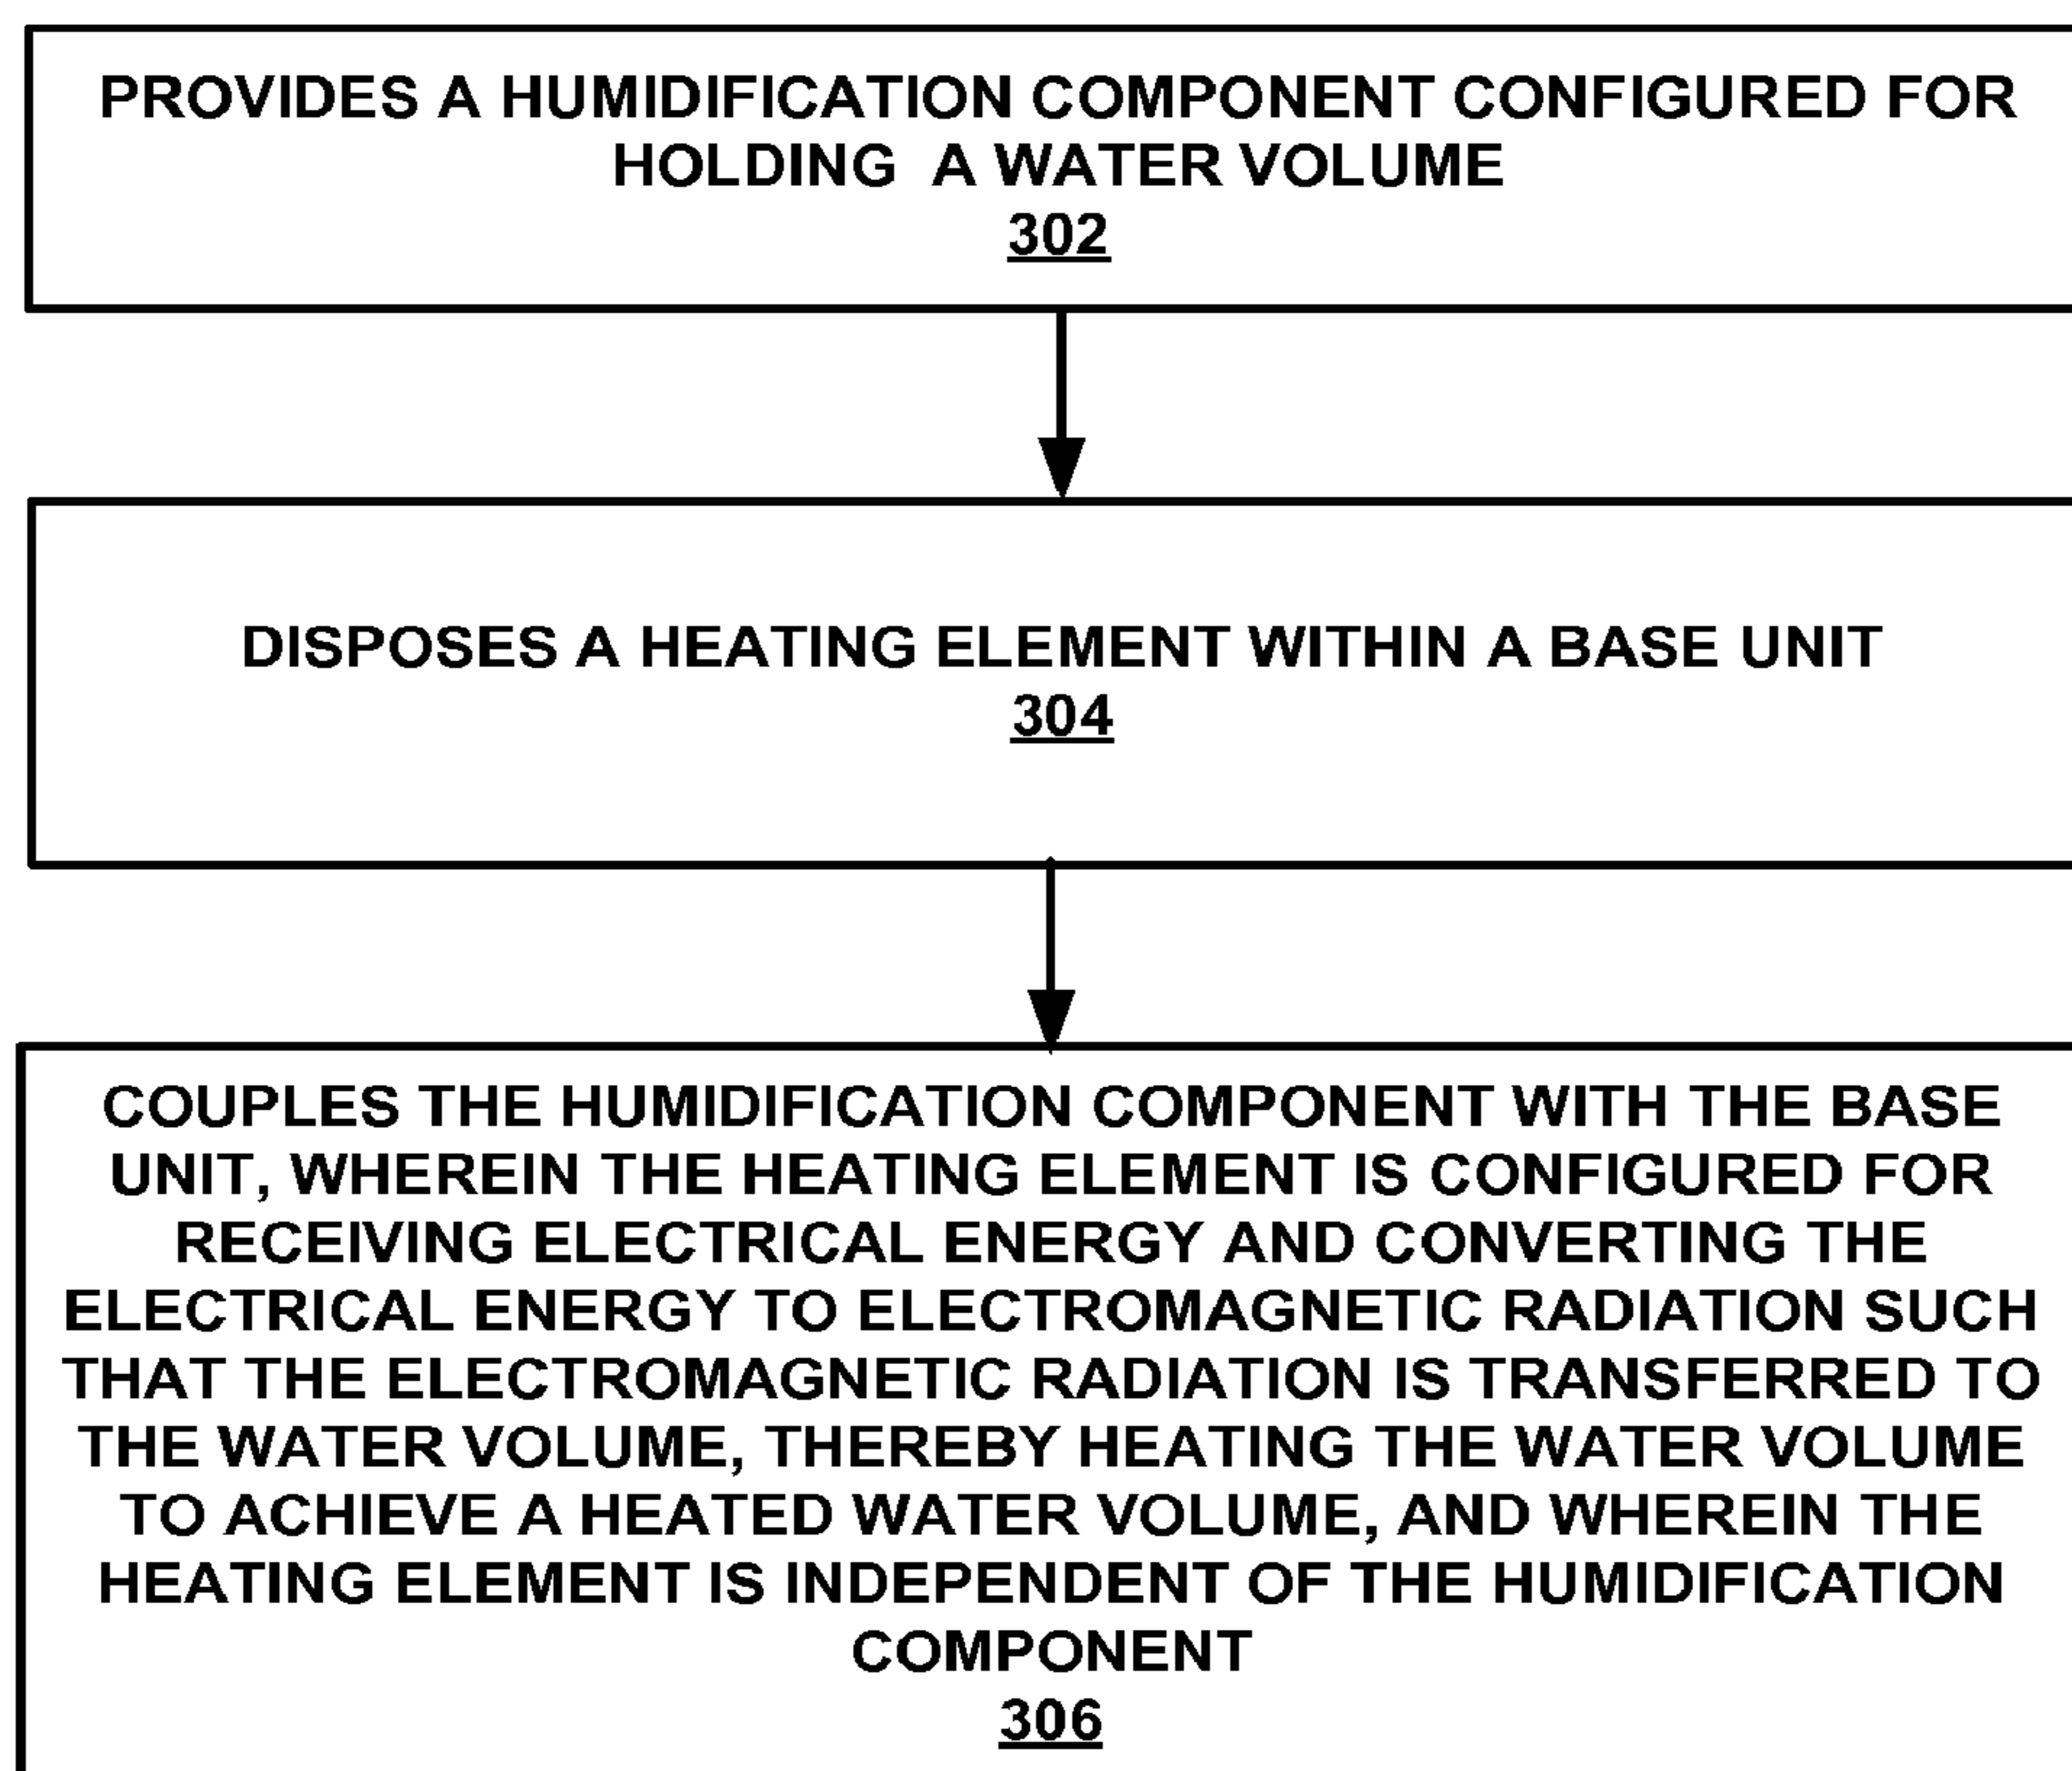 PROVIDES A HUMIDIFICATION COMPONENT CONFIGURED FOR
HOLDING A WATER VOLUME
302
DISPOSES A HEATING ELEMENT WITHIN A BASE UNIT
304
COUPLES THE HUMIDIFICATION COMPONENT WITH THE BASE
UNIT, WHEREIN THE HEATING ELEMENT IS CONFIGURED FOR
RECEIVING ELECTRICAL ENERGY AND CONVERTING THE
ELECTRICAL ENERGY TO ELECTROMAGNETIC RADIATION SUCH
THAT THE ELECTROMAGNETIC RADIATION IS TRANSFERRED TO
THE WATER VOLUME, THEREBY HEATING THE WATER VOLUME
TO ACHIEVE A HEATED WATER VOLUME, AND WHEREIN THE
HEATING ELEMENT IS INDEPENDENT OF THE HUMIDIFICATION
COMPONENT
306